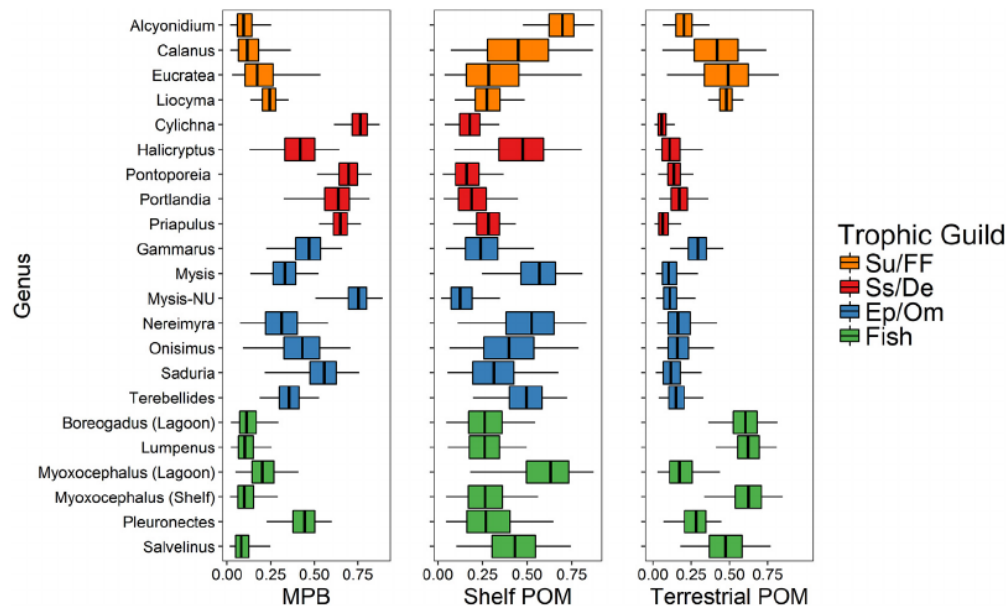 Genus
Alcyonidium
Calanus
Eucratea
Liocyma
Cylichna
Halicryptus
Pontoporeia
Portlandia
Priapulus
Gammarus
Mysis
Mysis-NU
Nereimyra
Onisimus
Saduria
Terebellides
Boreogadus (Lagoon)
Lumpenus
Myoxocephalus (Lagoon)
Myoxocephalus (Shelf)
Pleuronectes
Salvelinus
0.00 0.25 0.50 0.75
MPB
0.00 0.25 0.50 0.75
Shelf POM
0.00 0.25 0.50 0.75
Terrestrial POM
Trophic Guild
Su/FF
Ss/De
Ep/Om
Fish